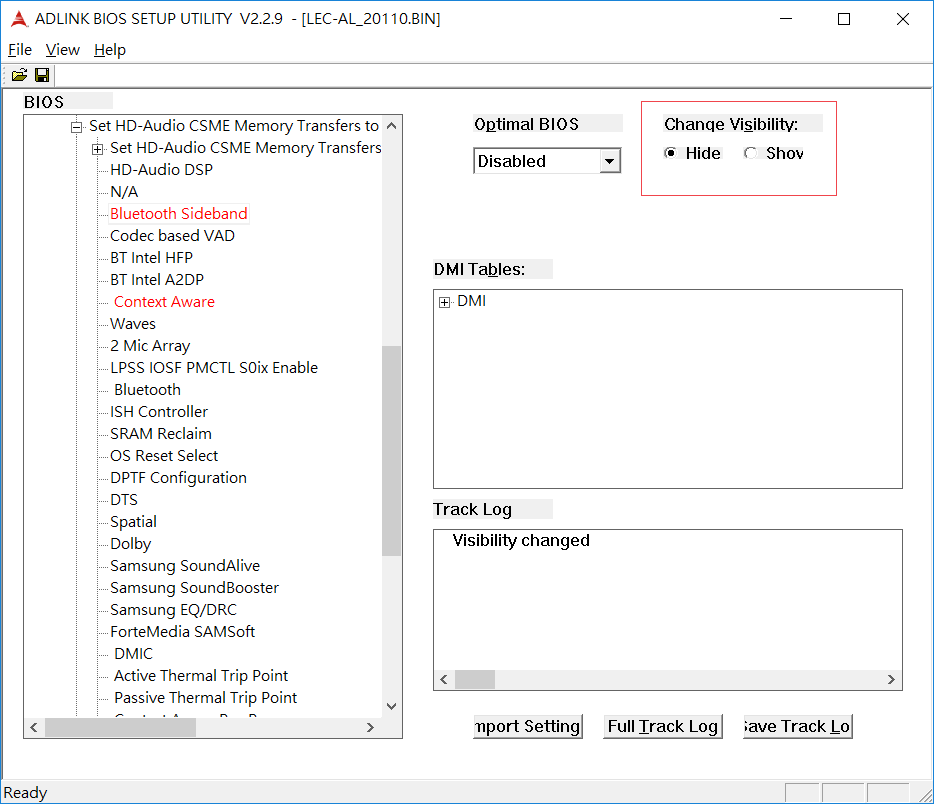 ADLINK BIOS SETUP UTILITY V2.2.9 - [LEC-AL_20110.BIN]
File View Help
BIOS
Set HD-Audio CSME Memory Transfers to
Set HD-Audio CSME Memory Transfers
HD-Audio DSP
N/A
Bluetooth Sideband
Codec based VAD
BT Intel HFP
BT Intel A2DP
Context Aware
Waves
2 Mic Array
LPSS IOSF PMCTL S0ix Enable
Bluetooth
ISH Controller
SRAM Reclaim
OS Reset Select
DPTF Configuration
DTS
Spatial
Dolby
Samsung SoundAlive
Samsung SoundBooster
Samsung EQ/DRC
ForteMedia SAMSoft
DMIC
Active Thermal Trip Point
Passive Thermal Trip Point
Optimal BIOS
Disabled
Change Visibility:
Hide Shov
DMI Tables:
DMI
Track Log
Visibility changed
mport Setting Full Track Log Save Track Lo
Ready